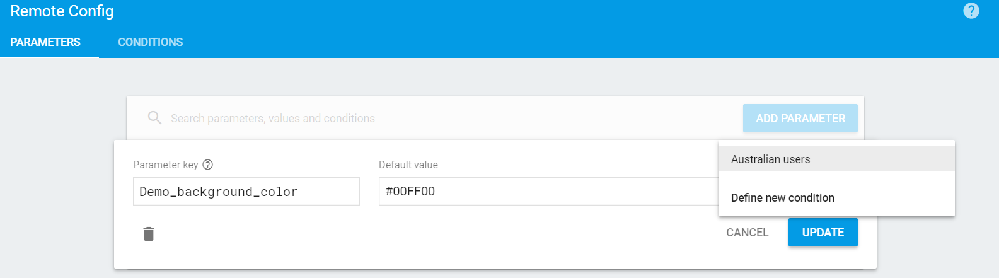 Remote Config
?
PARAMETERS CONDITIONS
Search parameters, values and conditions
ADD PARAMETER
Parameter key ?
Default value
Australian users
Demo_background_color
#00FF00
Define new condition
CANCEL
UPDATE